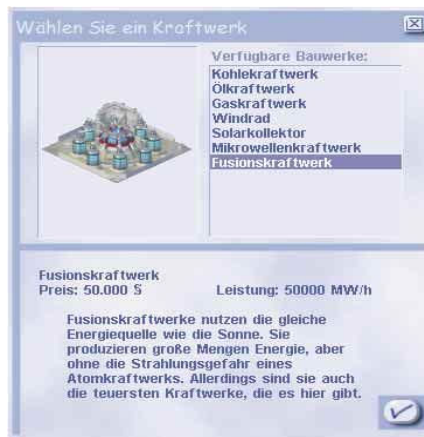 Wählen Sie ein Kraftwerk
Verfügbare Bauwerke:
Kohlekraftwerk
Ölkraftwerk
Gaskraftwerk
Windrad
Solarkollektor
Mikrowellenkraftwerk
Fusionskraftwerk
Fusionskraftwerk
Preis: 50.000 § Leistung: 50000 MW/h
Fusionskraftwerke nutzen die gleiche
Energiequelle wie die Sonne. Sie
produzieren große Mengen Energie, aber
ohne die Strahlungsgefahr eines
Atomkraftwerks. Allerdings sind sie auch
die teuersten Kraftwerke, die es hier gibt.